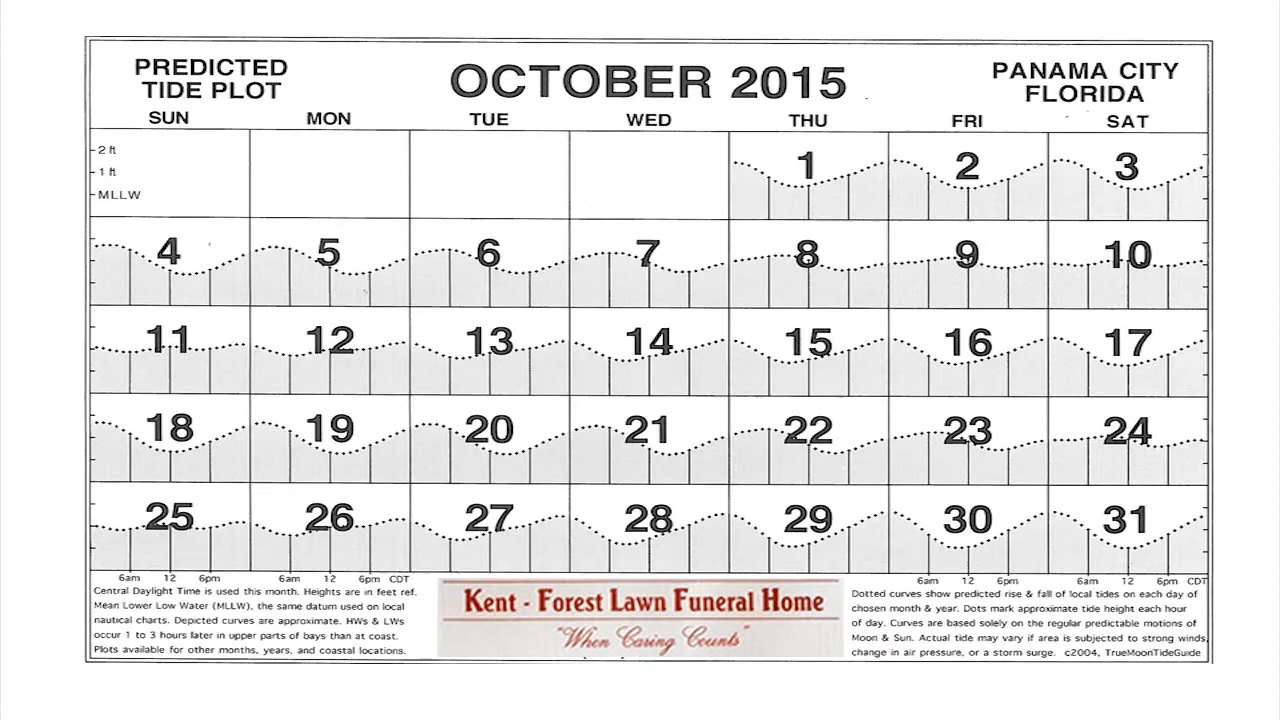 PREDICTED
TIDE PLOT
OCTOBER 2015
PANAMA CITY
FLORIDA
SUN MON TUE WED THU FRI SAT
2 ft
1 ft
MLLW
1 2 3
4 5 6 7 8 9 10
11 12 13 14 15 16 17
18 19 20 21 22 23 24
25 26 27 28 29 30 31
6am 12 6pm 6am 12 6pm CDT 6am 12 6pm 6am 12 6pm CDT
Central Daylight Time is used this month. Heights are in feet ref.
Mean Lower Low Water (MLLW), the same datum used on local
nautical charts. Depicted curves are approximate. HWs & LWs
occur 1 to 3 hours later in upper parts of bays than at coast.
Plots available for other months, years, and coastal locations.
Kent - Forest Lawn Funeral Home
"When Caring Counts"
Dotted curves show predicted rise & fall of local tides on each day of
chosen month & year. Dots mark approximate tide height each hour
of day. Curves are based solely on the regular predictable motions of
Moon & Sun. Actual tide may vary if area is subjected to strong winds,
change in air pressure, or a storm surge. c2004, TrueMoonTideGuide